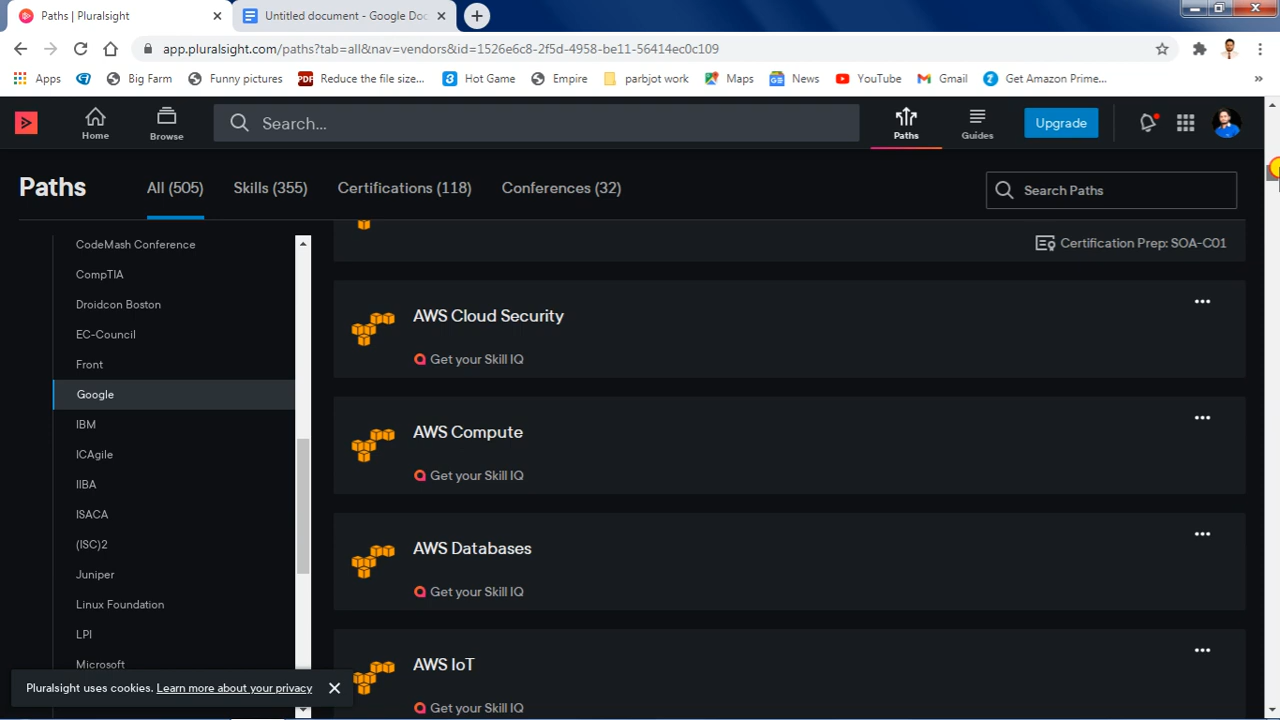 Paths | Pluralsight
Untitled document - Google Doc
app.pluralsight.com/paths?tab=all&nav=vendors&id=1526e6c8-2f5d-4958-be11-56414ec0c109
Apps
Big Farm
Funny pictures
PDF
Reduce the file size...
Hot Game
Empire
parbjot work
Maps
News
YouTube
Gmail
Get Amazon Prime...
»
Home
Browse
Search...
Paths
Guides
Upgrade
Paths
All (505)
Skills (355)
Certifications (118)
Conferences (32)
Search Paths
CodeMash Conference
CompTIA
Droidcon Boston
EC-Council
Front
Google
IBM
ICAgile
IIBA
ISACA
(ISC)2
Juniper
Linux Foundation
LPI
Microsoft
Certification Prep: SOA-C01
AWS Cloud Security
Get your Skill IQ
AWS Compute
Get your Skill IQ
AWS Databases
Get your Skill IQ
AWS IoT
Get your Skill IQ
Pluralsight uses cookies. Learn more about your privacy